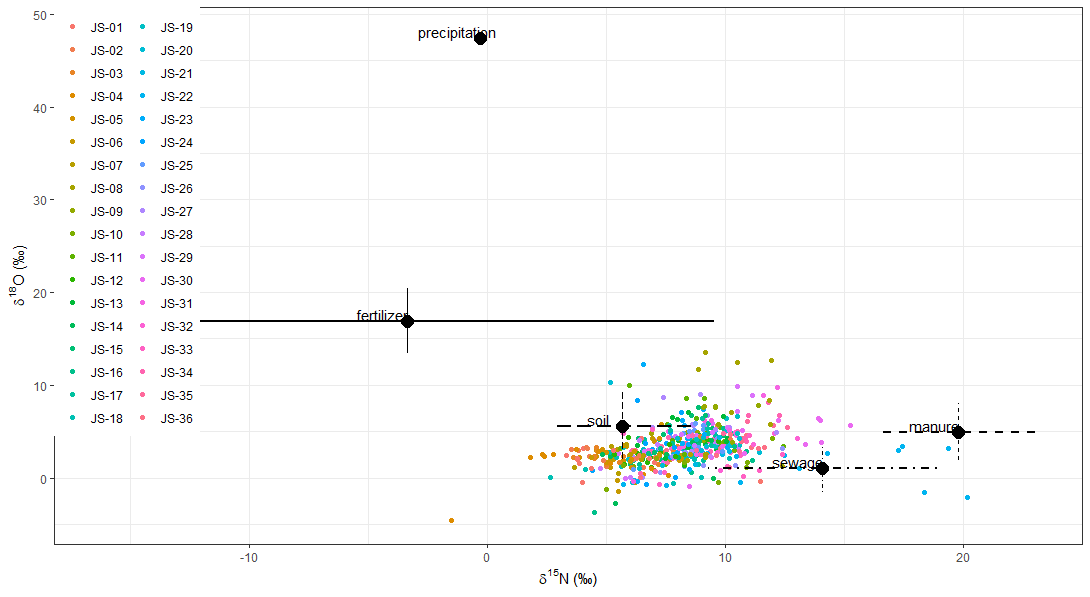 50
precipitation
40
30
20
10
0
fertilizer
soil
manure
sewage
JS-01 JS-19
JS-02 JS-20
JS-03 JS-21
JS-04 JS-22
JS-05 JS-23
JS-06 JS-24
JS-07 JS-25
JS-08 JS-26
JS-09 JS-27
JS-10 JS-28
JS-11 JS-29
JS-12 JS-30
JS-13 JS-31
JS-14 JS-32
JS-15 JS-33
JS-16 JS-34
JS-17 JS-35
JS-18 JS-36
δ¹⁸O (‰)
-10 0 10 20
δ¹⁵N (‰)